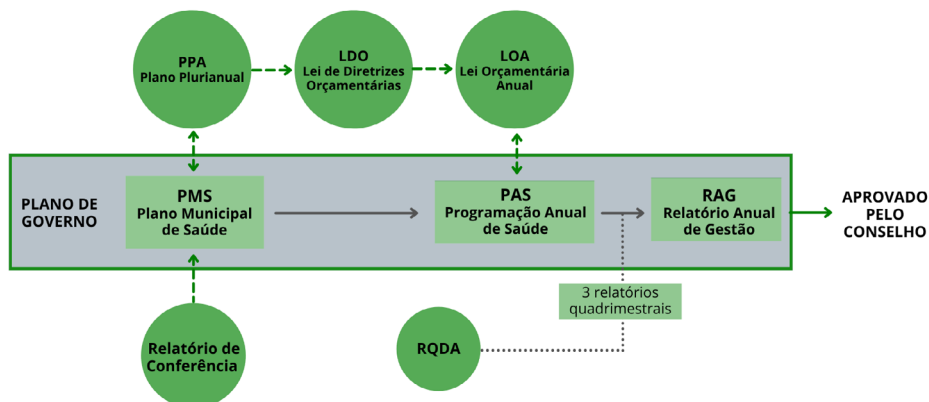 PPA
Plano Plurianual
LDO
Lei de Diretrizes
Orçamentárias
LOA
Lei Orçamentária
Anual
PLANO DE
GOVERNO
PMS
Plano Municipal
de Saúde
PAS
Programação Anual
de Saúde
RAG
Relatório Anual
de Gestão
APROVADO
PELO
CONSELHO
3 relatórios
quadrimestrais
Relatório de
Conferência
RQDA